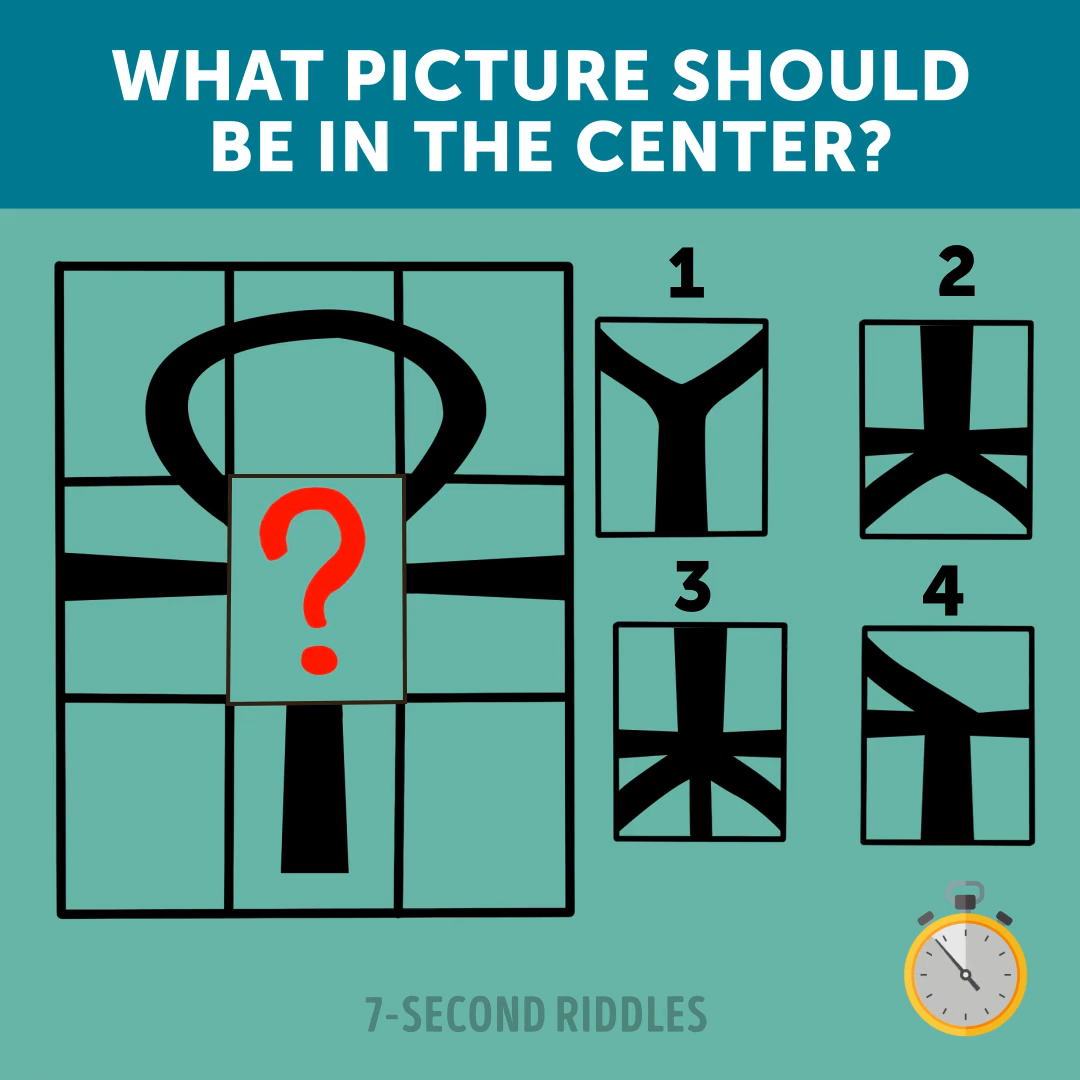 WHAT PICTURE SHOULD
BE IN THE CENTER?
1
2
?
3
4
7-SECOND RIDDLES